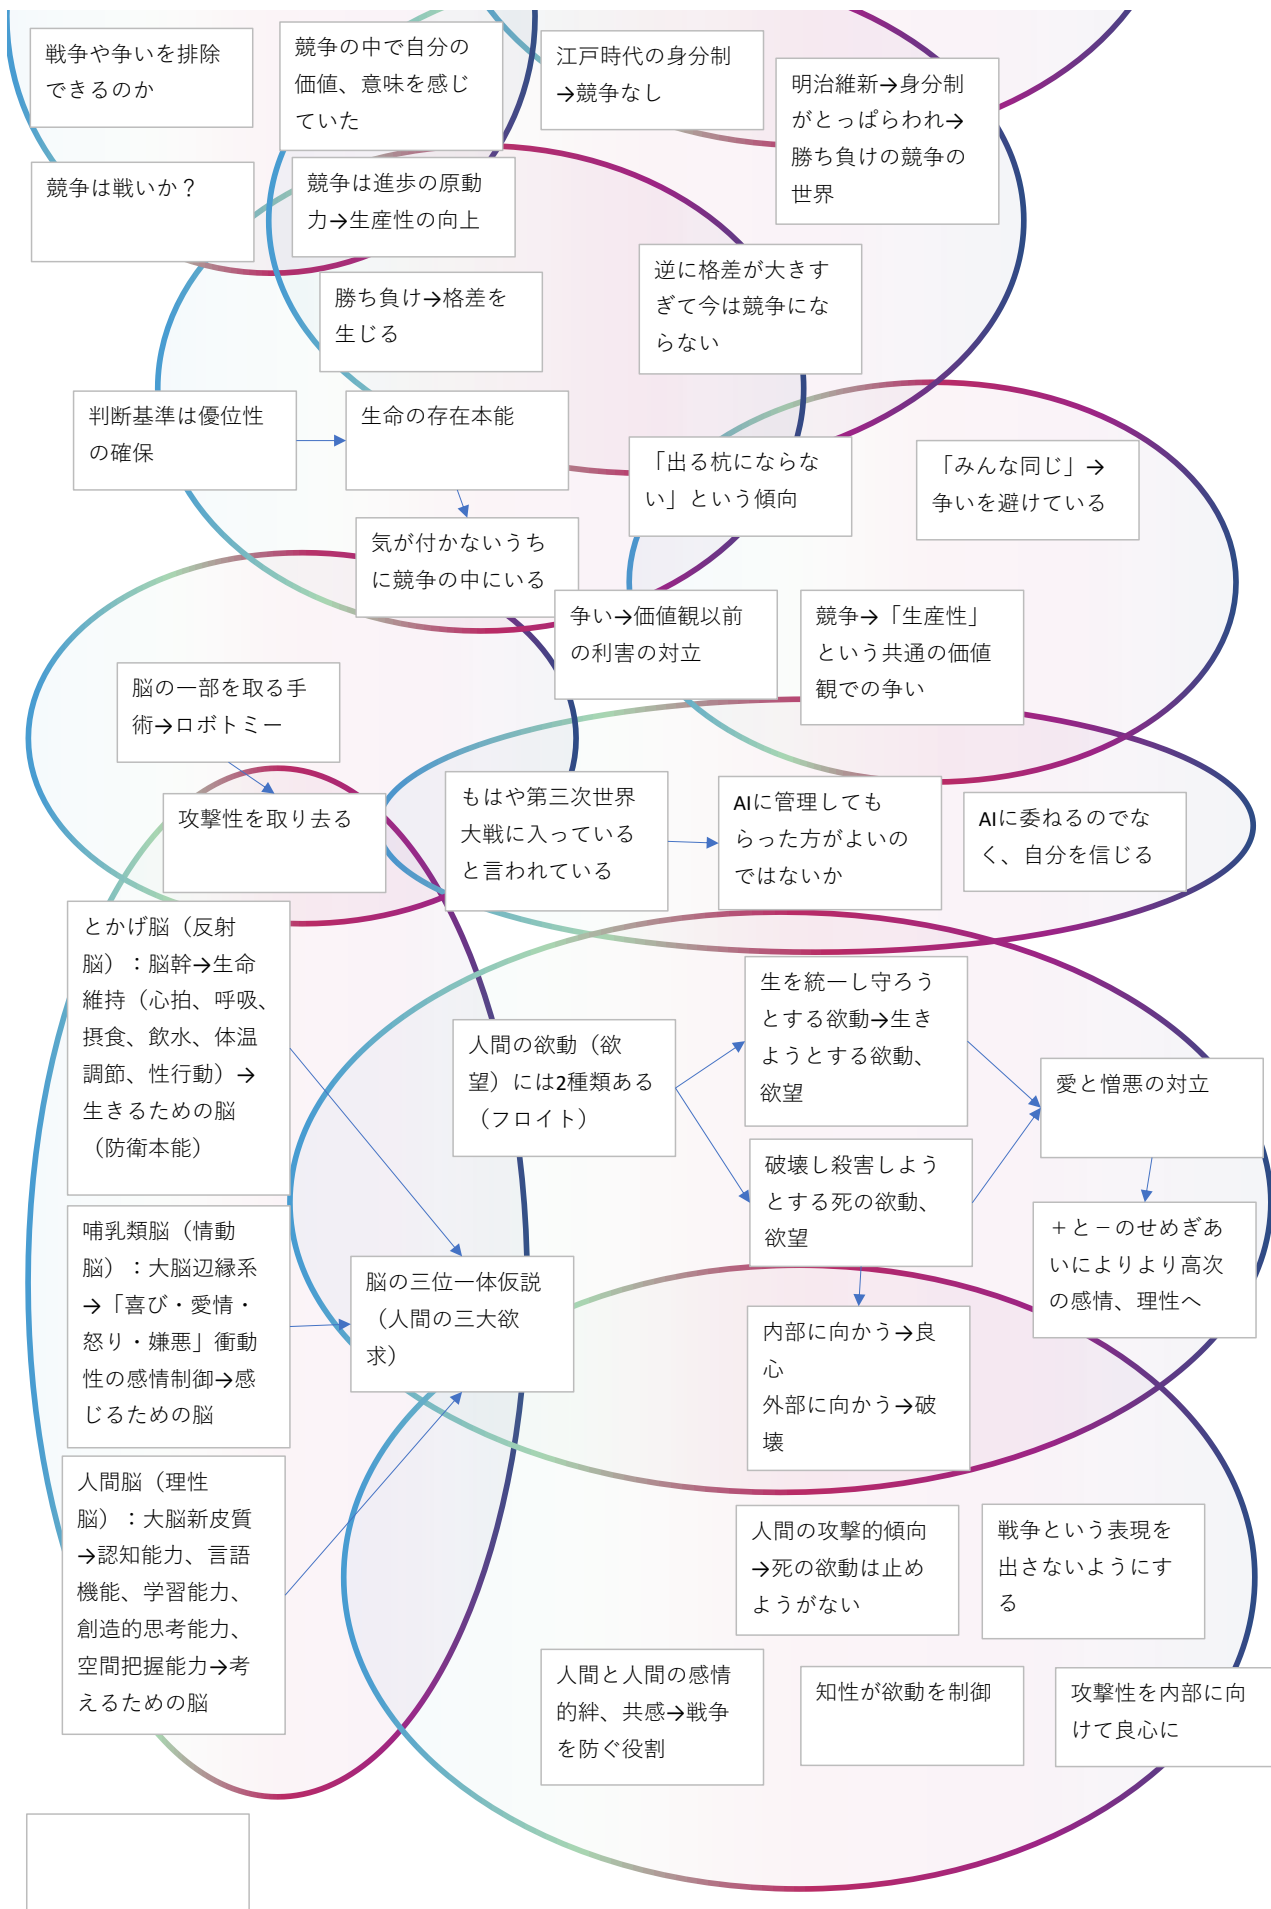 戦争や争いを排除
できるのか
競争の中で自分の
価値、意味を感じ
ていた
江戸時代の身分制
→競争なし
明治維新→身分制
がとっぱらわれ→
勝ち負けの競争の
世界
競争は戦いか？
競争は進歩の原動
力→生産性の向上
逆に格差が大きす
ぎて今は競争にな
らない
勝ち負け→格差を
生じる
判断基準は優位性
の確保
生命の存在本能
「出る杭にならな
い」という傾向
「みんな同じ」→
争いを避けている
気が付かないうち
に競争の中にいる
争い→価値観以前
の利害の対立
競争→「生産性」
という共通の価値
観での争い
脳の一部を取る手
術→ロボトミー
攻撃性を取り去る
もはや第三次世界
大戦に入っている
と言われている
AIに管理しても
らった方がよいの
ではないか
AIに委ねるのでな
く、自分を信じる
とかげ脳（反射
脳）：脳幹→生命
維持（心拍、呼吸、
摂食、飲水、体温
調節、性行動）→
生きるための脳
（防衛本能）
人間の欲動（欲
望）には2種類ある
（フロイト）
生を統一し守ろう
とする欲動→生き
ようとする欲動、
欲望
愛と憎悪の対立
破壊し殺害しよう
とする死の欲動、
欲望
＋と－のせめぎあ
いによりより高次
の感情、理性へ
哺乳類脳（情動
脳）：大脳辺縁系
→「喜び・愛情・
怒り・嫌悪」衝動
性の感情制御→感
じるための脳
脳の三位一体仮説
（人間の三大欲
求）
内部に向かう→良
心
外部に向かう→破
壊
人間脳（理性
脳）：大脳新皮質
→認知能力、言語
機能、学習能力、
創造的思考能力、
空間把握能力→考
えるための脳
人間の攻撃的傾向
→死の欲動は止め
ようがない
戦争という表現を
出さないようにす
る
人間と人間の感情
的絆、共感→戦争
を防ぐ役割
知性が欲動を制御
攻撃性を内部に向
けて良心に